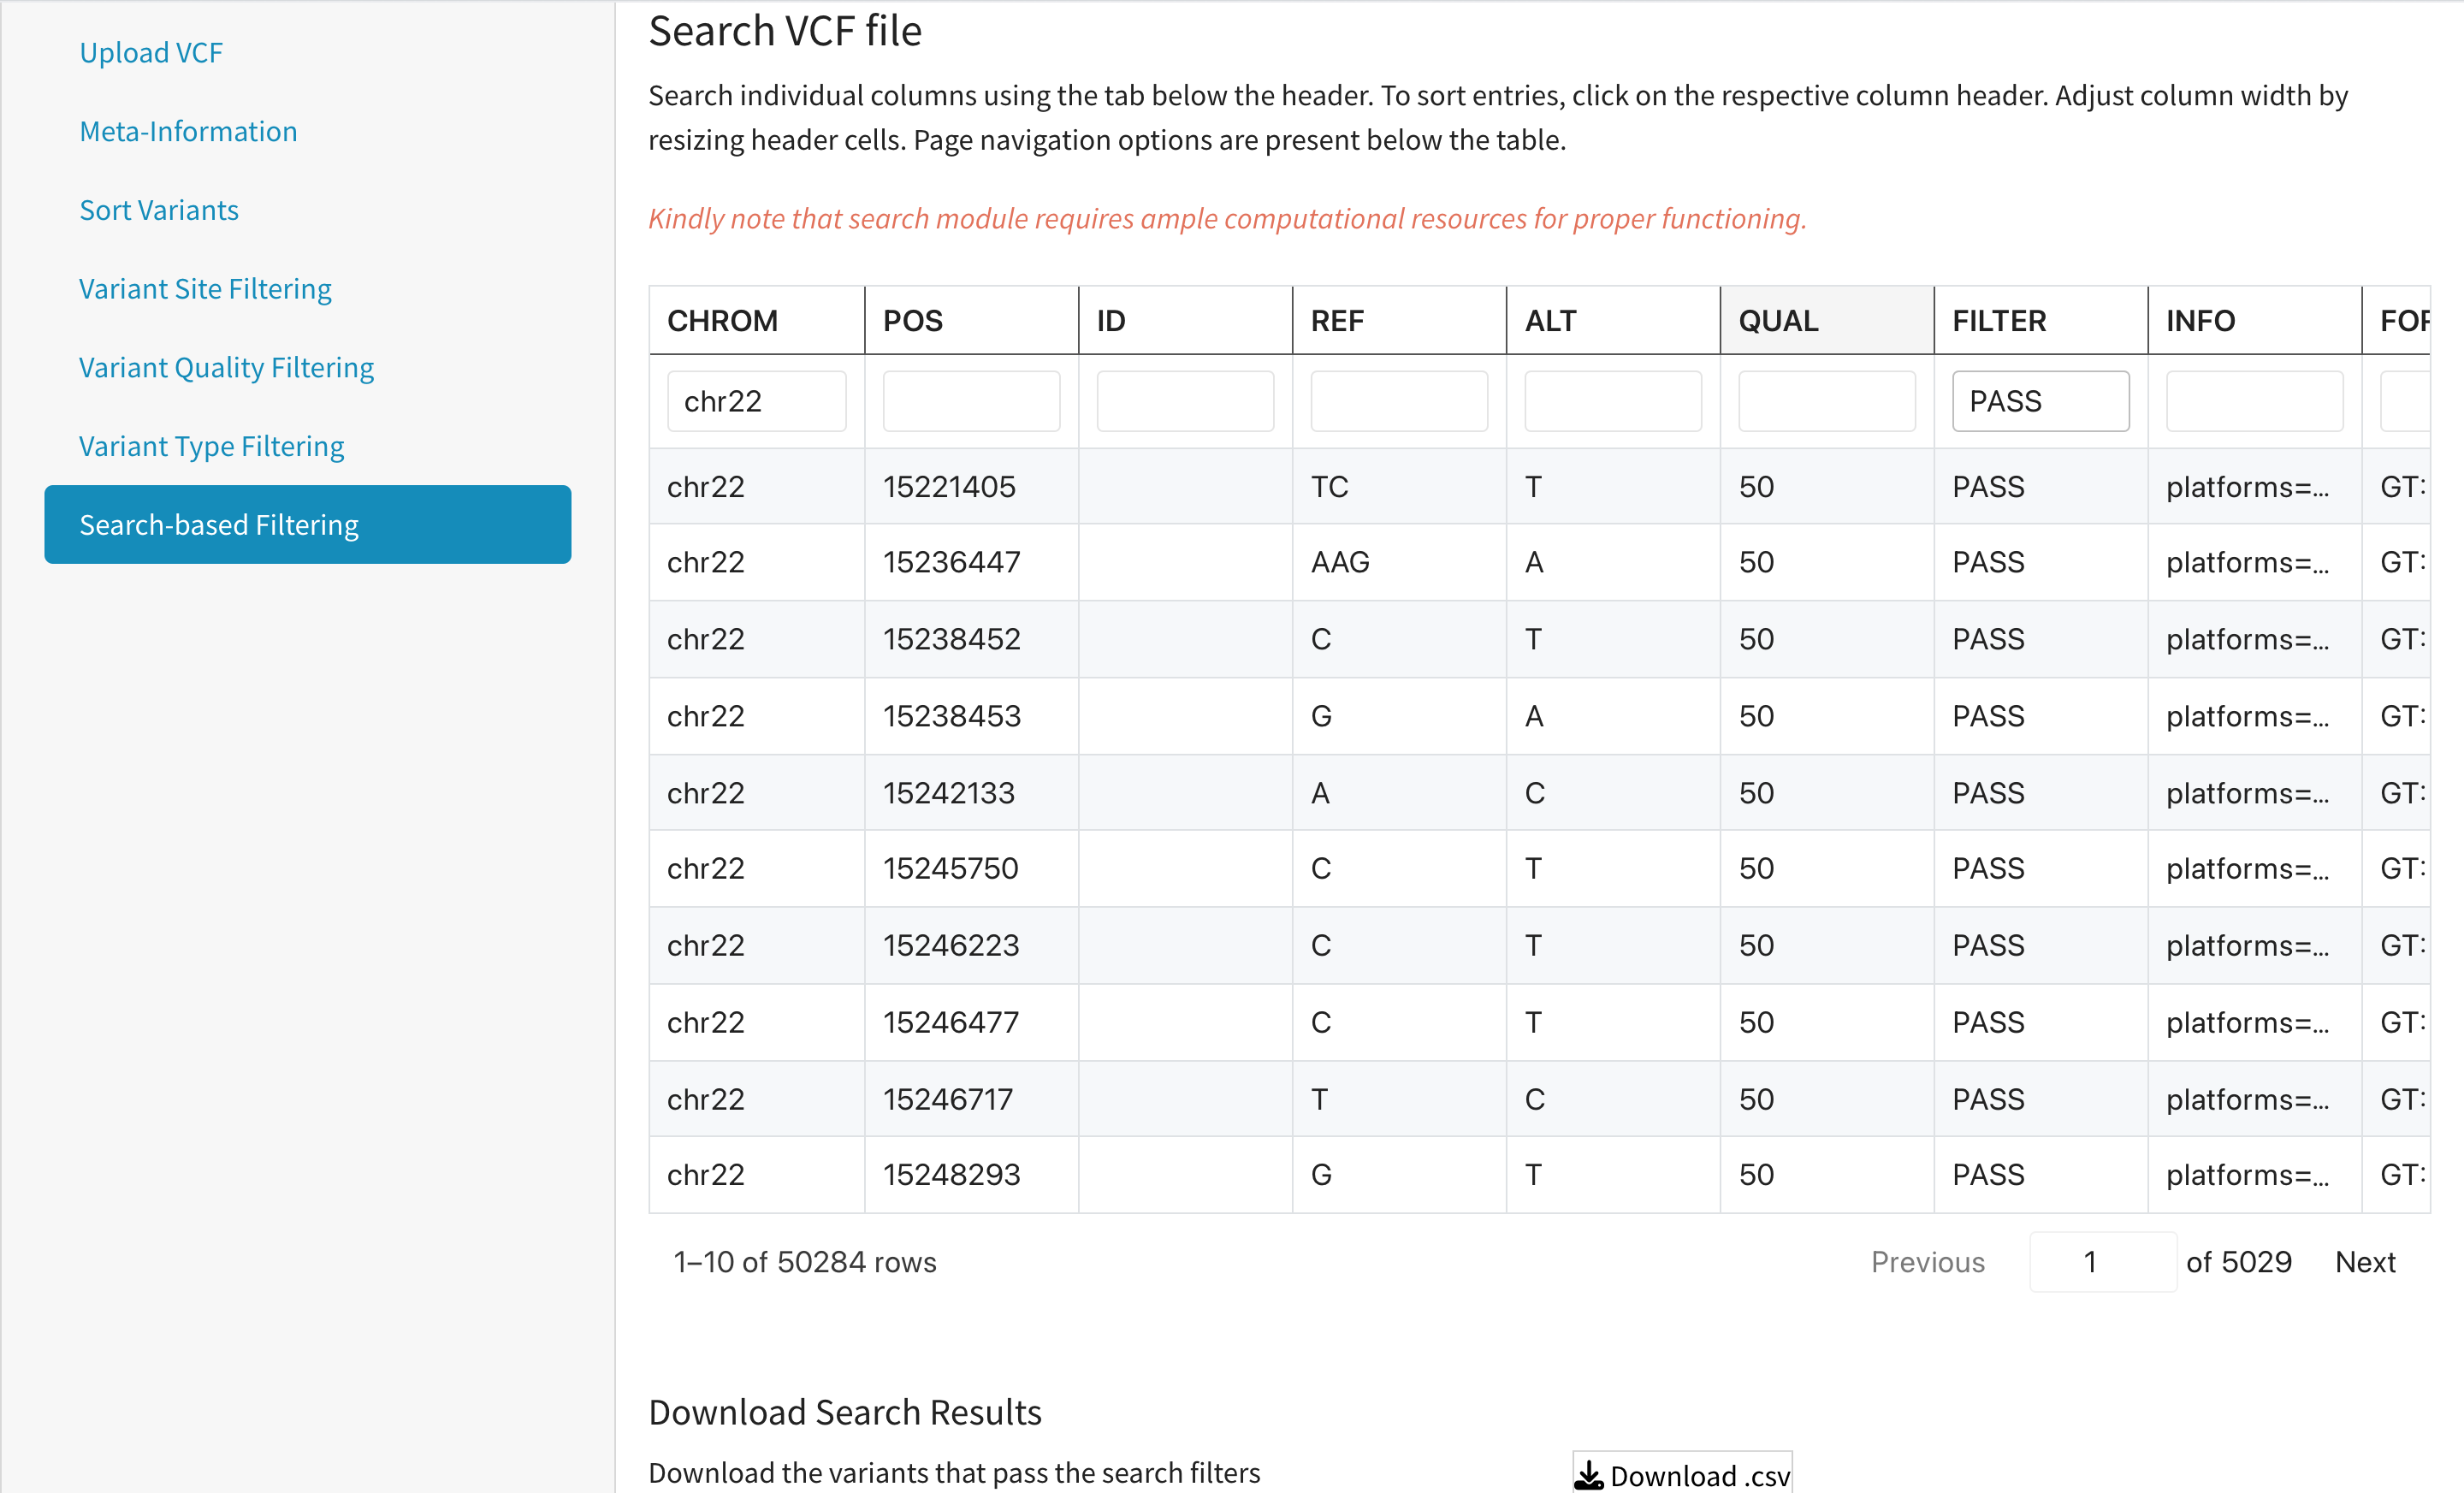 Upload VCF
Meta-Information
Sort Variants
Variant Site Filtering
Variant Quality Filtering
Variant Type Filtering
Search-based Filtering
Search VCF file
Search individual columns using the tab below the header. To sort entries, click on the respective column header. Adjust column width by
resizing header cells. Page navigation options are present below the table.
Kindly note that search module requires ample computational resources for proper functioning.
CHROM POS ID REF ALT QUAL FILTER INFO FOR
chr22 PASS
chr22 15221405 TC T 50 PASS platforms=... GT:
chr22 15236447 AAG A 50 PASS platforms=... GT:
chr22 15238452 C T 50 PASS platforms=... GT:
chr22 15238453 G A 50 PASS platforms=... GT:
chr22 15242133 A C 50 PASS platforms=... GT:
chr22 15245750 C T 50 PASS platforms=... GT:
chr22 15246223 C T 50 PASS platforms=... GT:
chr22 15246477 C T 50 PASS platforms=... GT:
chr22 15246717 T C 50 PASS platforms=... GT:
chr22 15248293 G T 50 PASS platforms=... GT:
1–10 of 50284 rows Previous 1 of 5029 Next
Download Search Results
Download the variants that pass the search filters Download .csv